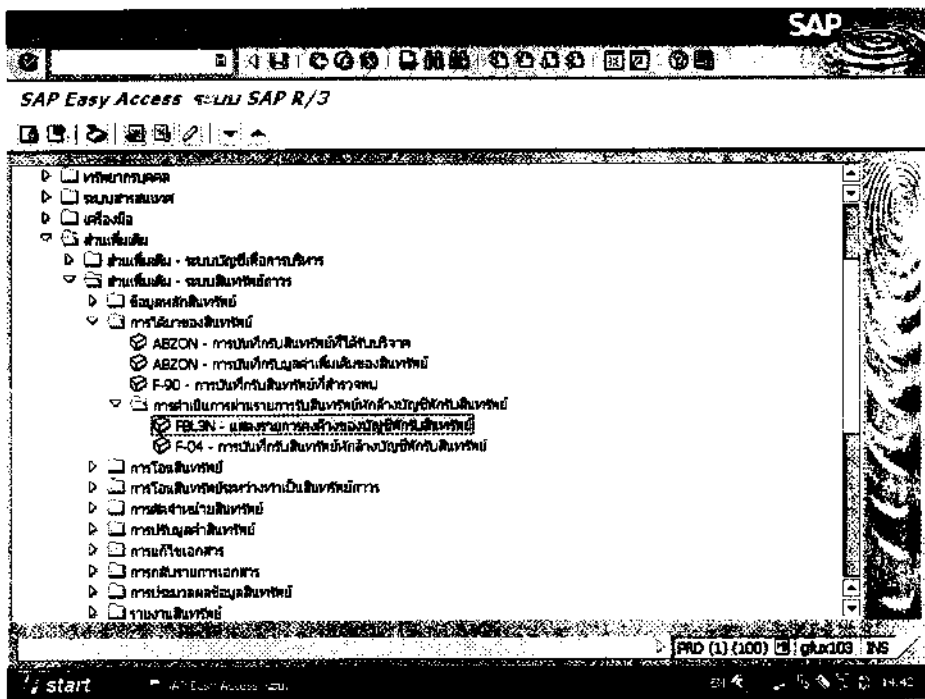 SAP
SAP Easy Access ระบบ SAP R/3
ทรัพยากรบุคคล
ระบบสารสนเทศ
เครื่องมือ
ส่วนเพิ่มเติม
ส่วนเพิ่มเติม - ระบบบัญชีเพื่อการบริหาร
ส่วนเพิ่มเติม - ระบบสินทรัพย์ถาวร
ข้อมูลหลักสินทรัพย์
การได้มาของสินทรัพย์
ABZON - การบันทึกรับสินทรัพย์ที่ได้รับบริจาค
ABZON - การบันทึกรับมูลค่าเพิ่มเติมของสินทรัพย์
F-90 - การบันทึกรับสินทรัพย์ที่สำรวจพบ
การดำเนินการผ่านรายการรับสินทรัพย์หักล้างบัญชีพักรับสินทรัพย์
FBL3N - แสดงรายการคงค้างของบัญชีพักรับสินทรัพย์
F-04 - การบันทึกรับสินทรัพย์หักล้างบัญชีพักรับสินทรัพย์
การโอนสินทรัพย์
การโอนสินทรัพย์ระหว่างทำเป็นสินทรัพย์ถาวร
การตัดจำหน่ายสินทรัพย์
การปรับมูลค่าสินทรัพย์
การแก้ไขเอกสาร
การกลับรายการเอกสาร
การประมวลผลข้อมูลสินทรัพย์
รายงานสินทรัพย์
PRD (1) (100) gfux103 INS
start
EN 14:42